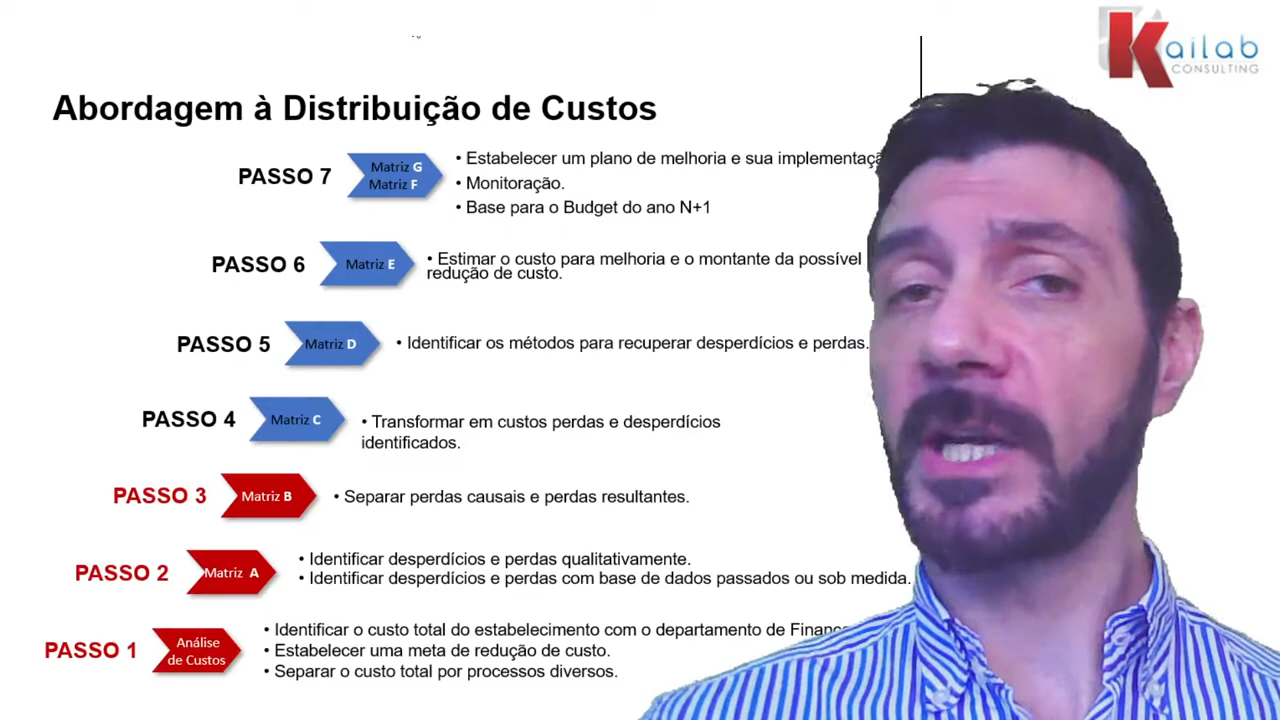 Kailab
CONSULTING
Abordagem à Distribuição de Custos
PASSO 7
Matriz G
Matriz F
• Estabelecer um plano de melhoria e sua
• Monitoração.
• Base para o Budget do ano N+1
PASSO 6
Matriz E
• Estimar o custo para melhoria e o montante da possível
redução de custo.
PASSO 5
Matriz D
• Identificar os métodos para recuperar desperdícios e perdas.
PASSO 4
Matriz C
• Transformar em custos perdas e desperdícios
identificados.
PASSO 3
Matriz B
• Separar perdas causais e perdas resultantes.
PASSO 2
Matriz A
• Identificar desperdícios e perdas qualitativamente.
• Identificar desperdícios e perdas com base de dados passados ou sob medida.
PASSO 1
Análise
de Custos
• Identificar o custo total do estabelecimento com o departamento de
• Estabelecer uma meta de redução de custo.
• Separar o custo total por processos diversos.